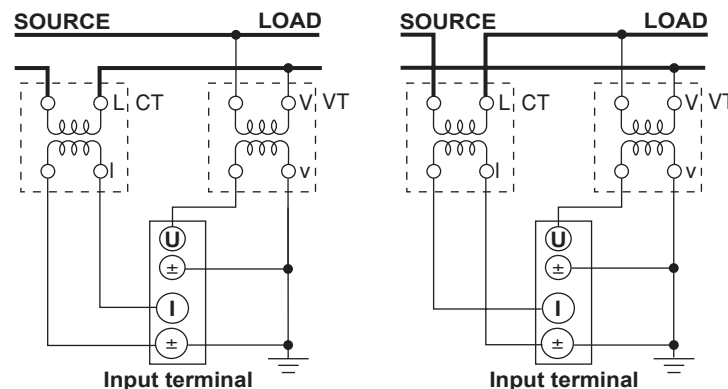 SOURCE LOAD
L CT V VT
l v
U
±
I
±
Input terminal
SOURCE LOAD
L CT V VT
l v
U
±
I
±
Input terminal